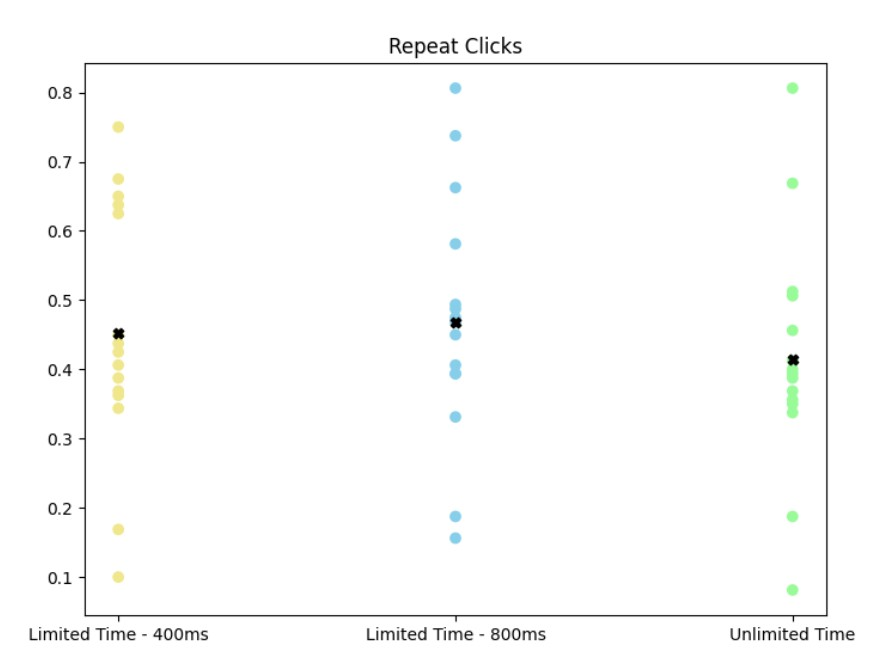 Repeat Clicks
0.8
0.7
0.6
0.5
0.4
0.3
0.2
0.1
Limited Time - 400ms
Limited Time - 800ms
Unlimited Time